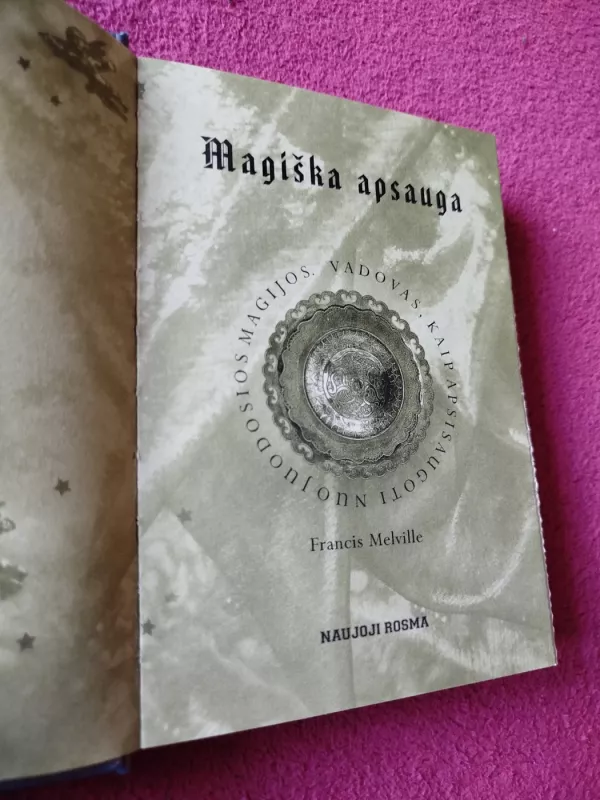 Magiška apsauga
VADOVAS, KAIP APSISAUGOTI NUO JUODOSIOS MAGIJOS.
Francis Melville
NAUJOJI ROSMA